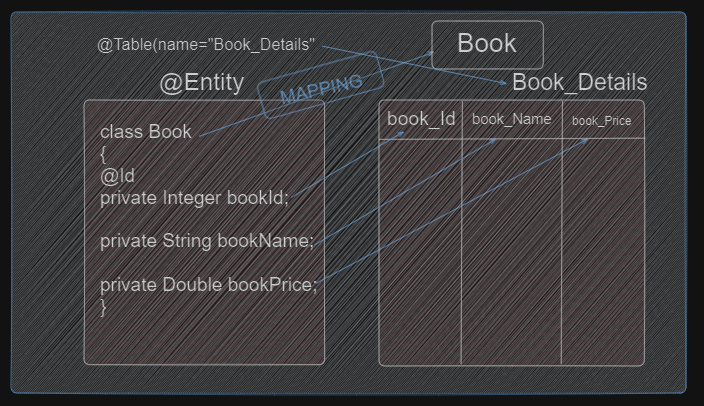 @Table(name="Book_Details"
Book
@Entity
MAPPING
Book_Details
class Book
{
@Id
private Integer bookId;
private String bookName;
private Double bookPrice;
}
book_Id book_Name book_Price